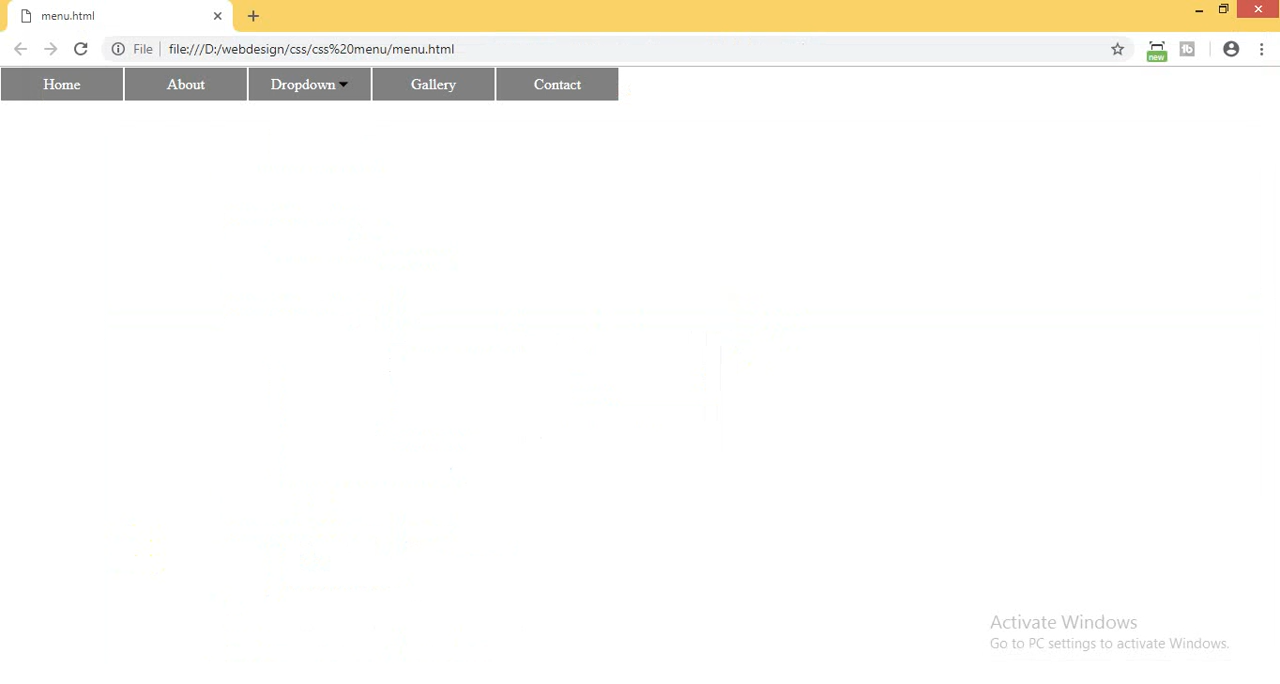 menu.html
File file:///D:/webdesign/css/css%20menu/menu.html
new tb
Home About Dropdown Gallery Contact
Activate Windows
Go to PC settings to activate Windows.